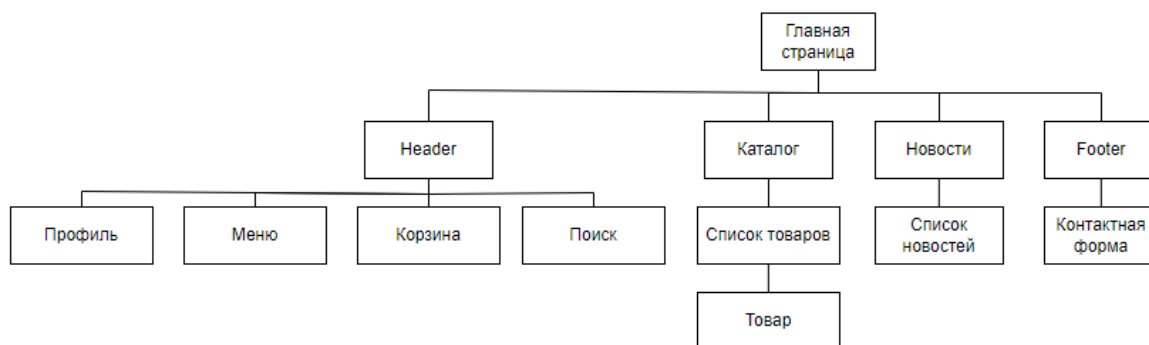 Главная
страница
Header
Каталог
Новости
Footer
Профиль
Меню
Корзина
Поиск
Список товаров
Список
новостей
Контактная
форма
Товар